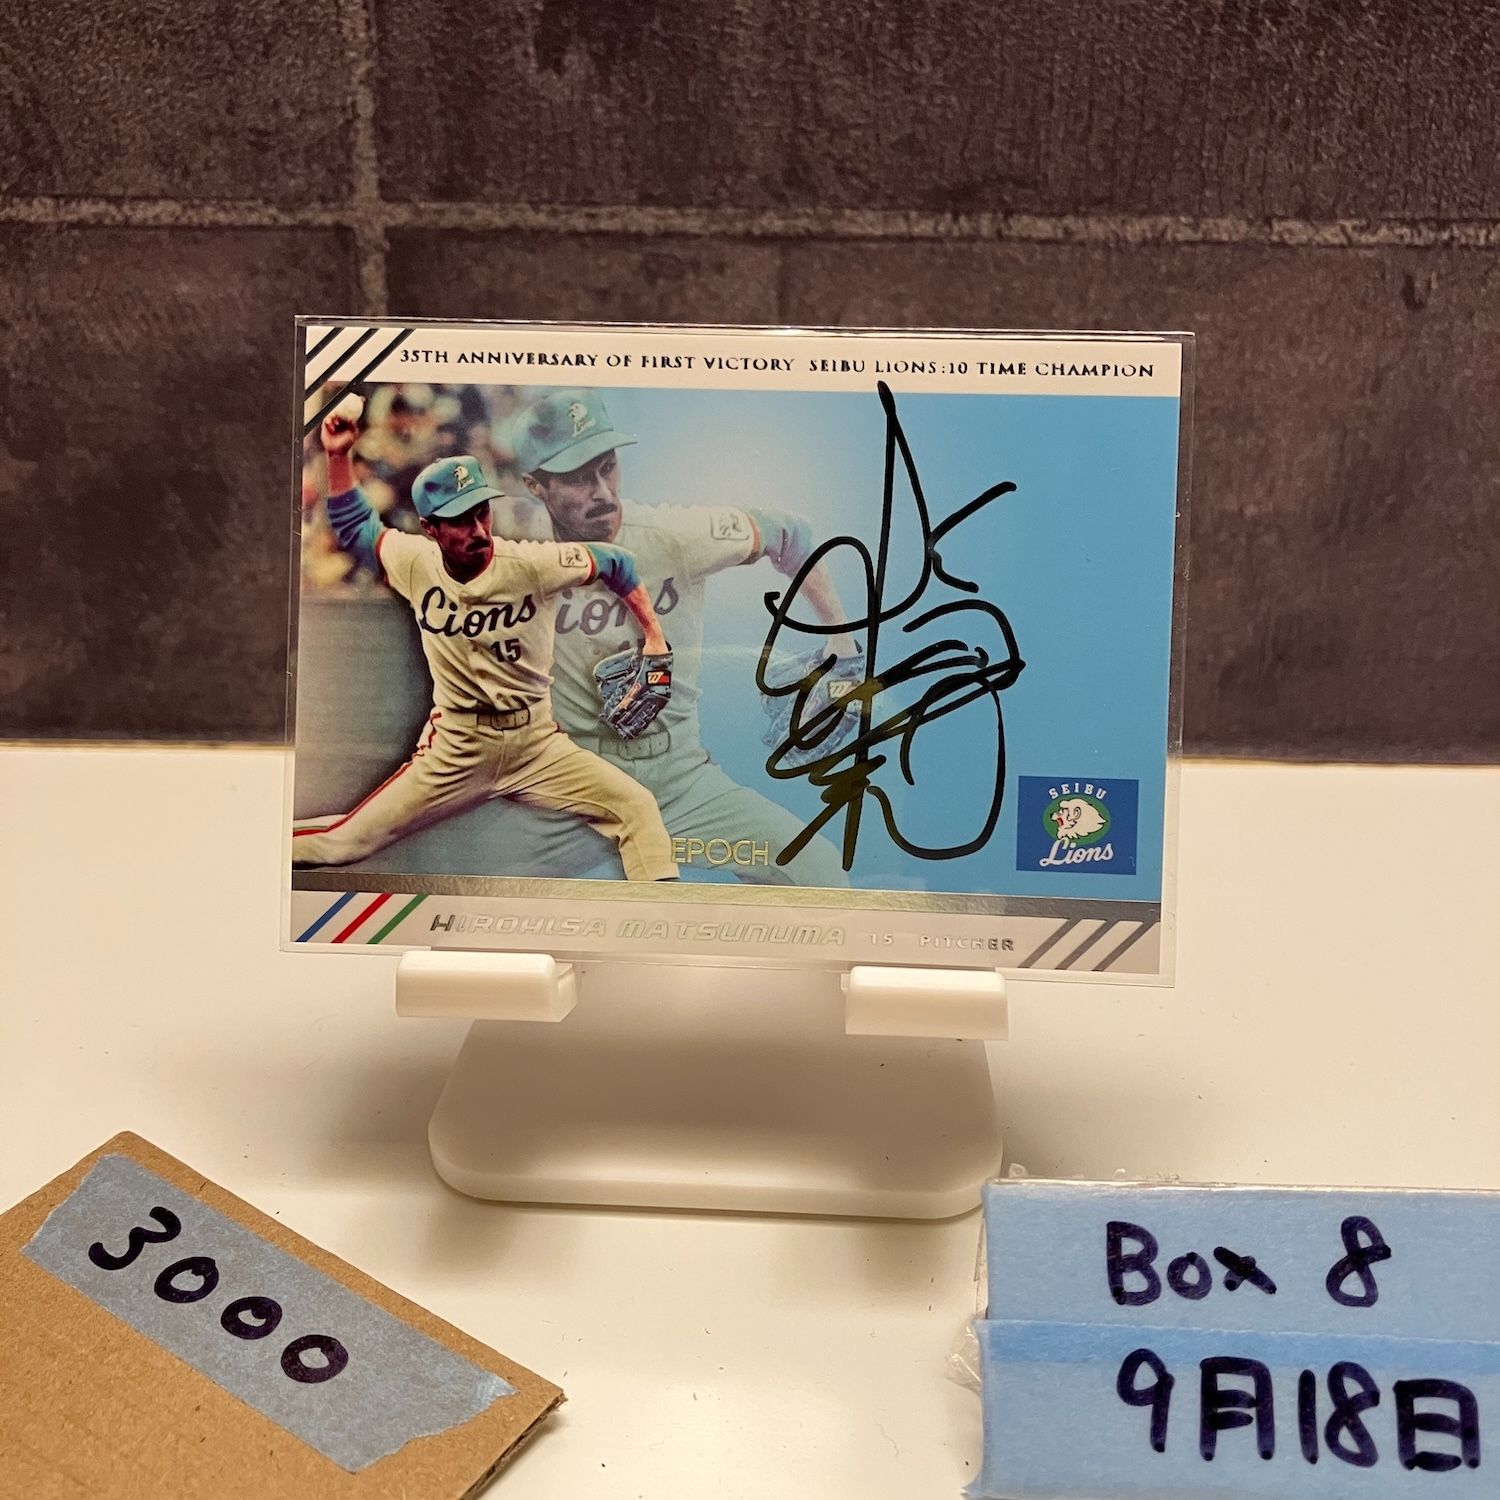 35TH ANNIVERSARY OF FIRST VICTORY SEIBU LIONS:10 TIME CHAMPION
Lions
15
SEIBU
Lions
EPOCH
HIROHISA MATSUNUMA 15 PITCHER
3000
Box 8
9月18日